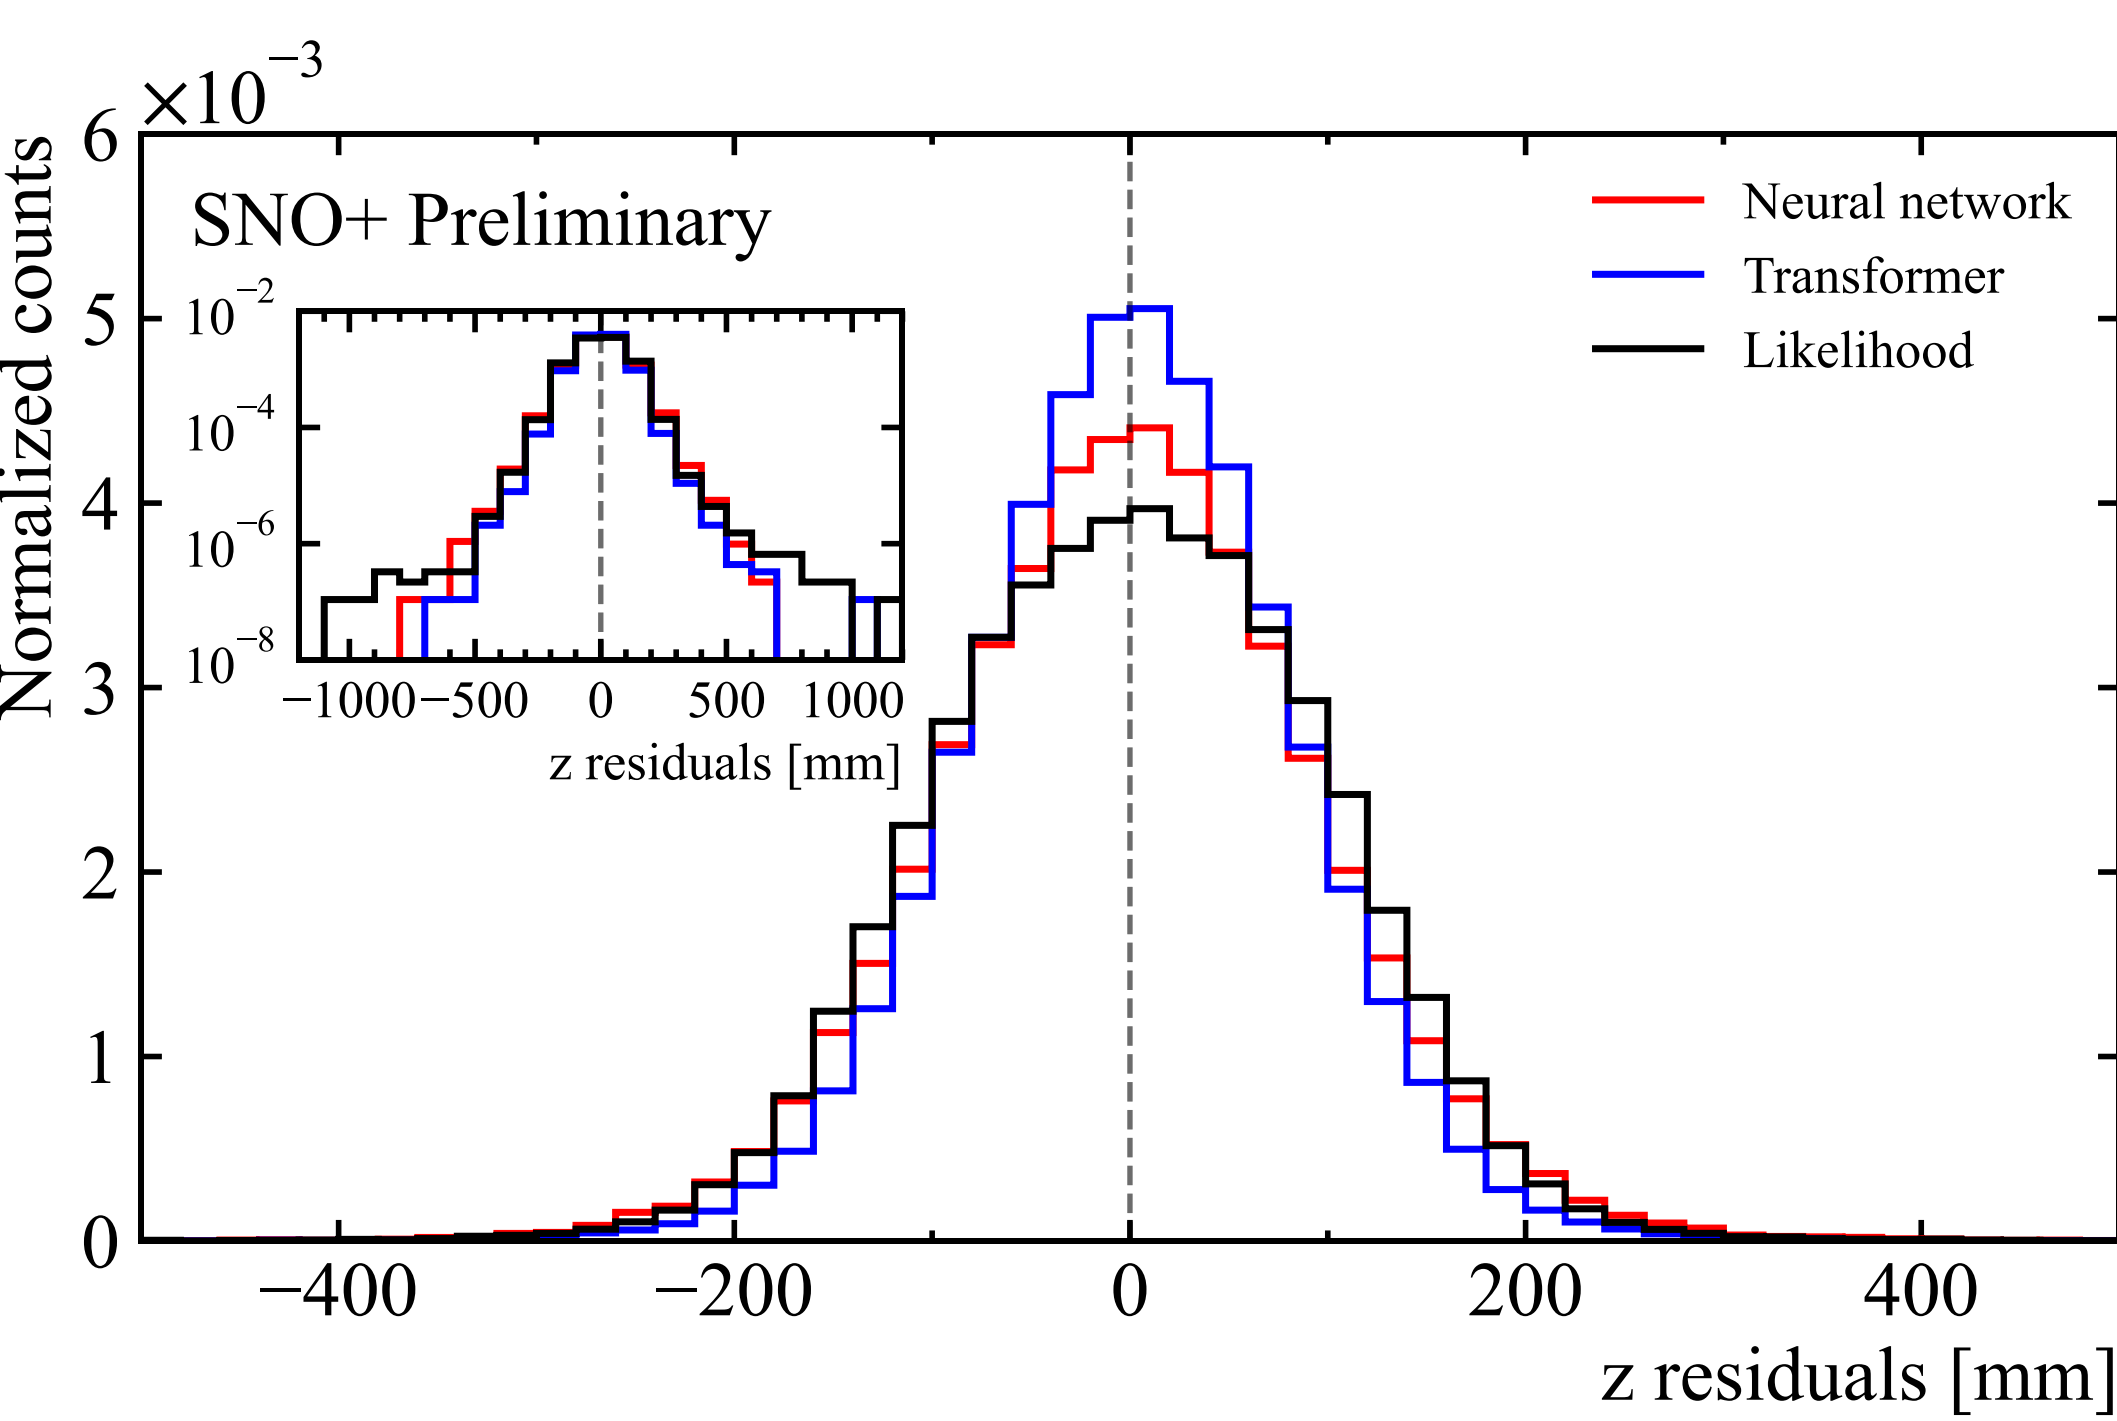 ×10⁻³
Normalized counts
6
5
4
3
2
1
0
SNO+ Preliminary
Neural network
Transformer
Likelihood
10⁻²
10⁻⁴
10⁻⁶
10⁻⁸
−1000 −500 0 500 1000
z residuals [mm]
−400 −200 0 200 400
z residuals [mm]